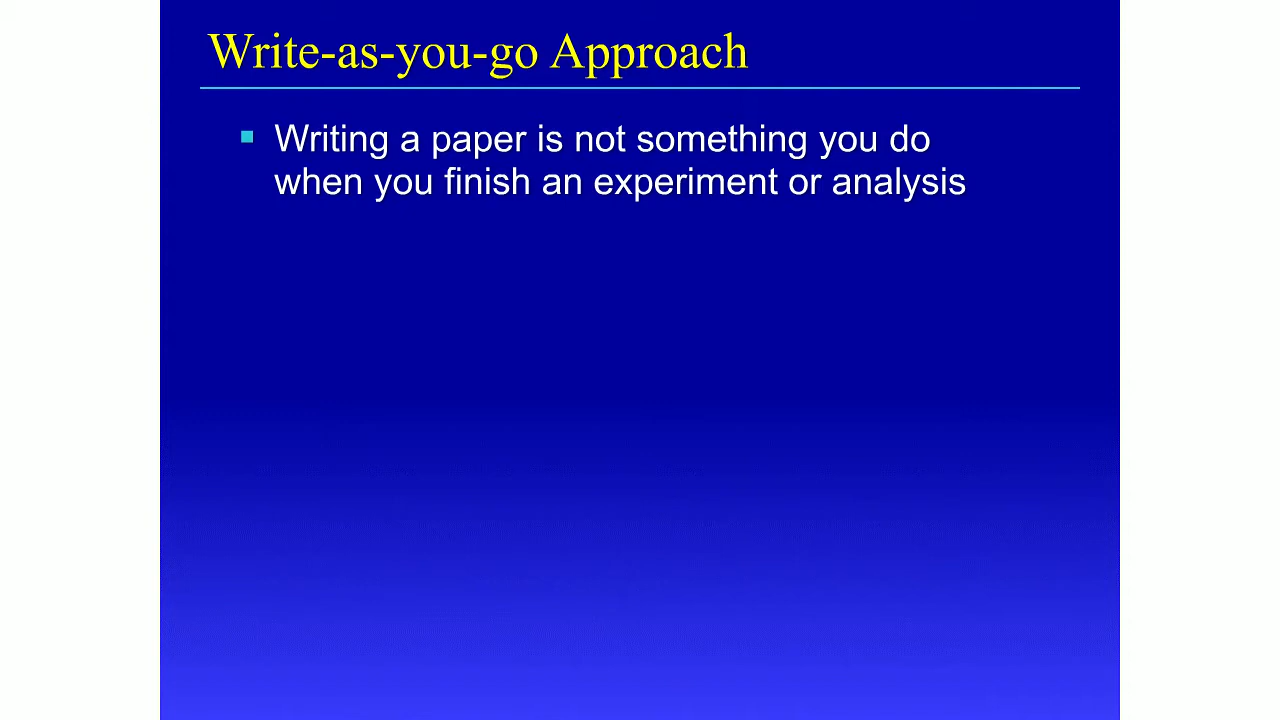 Write-as-you-go Approach
Writing a paper is not something you do
when you finish an experiment or analysis